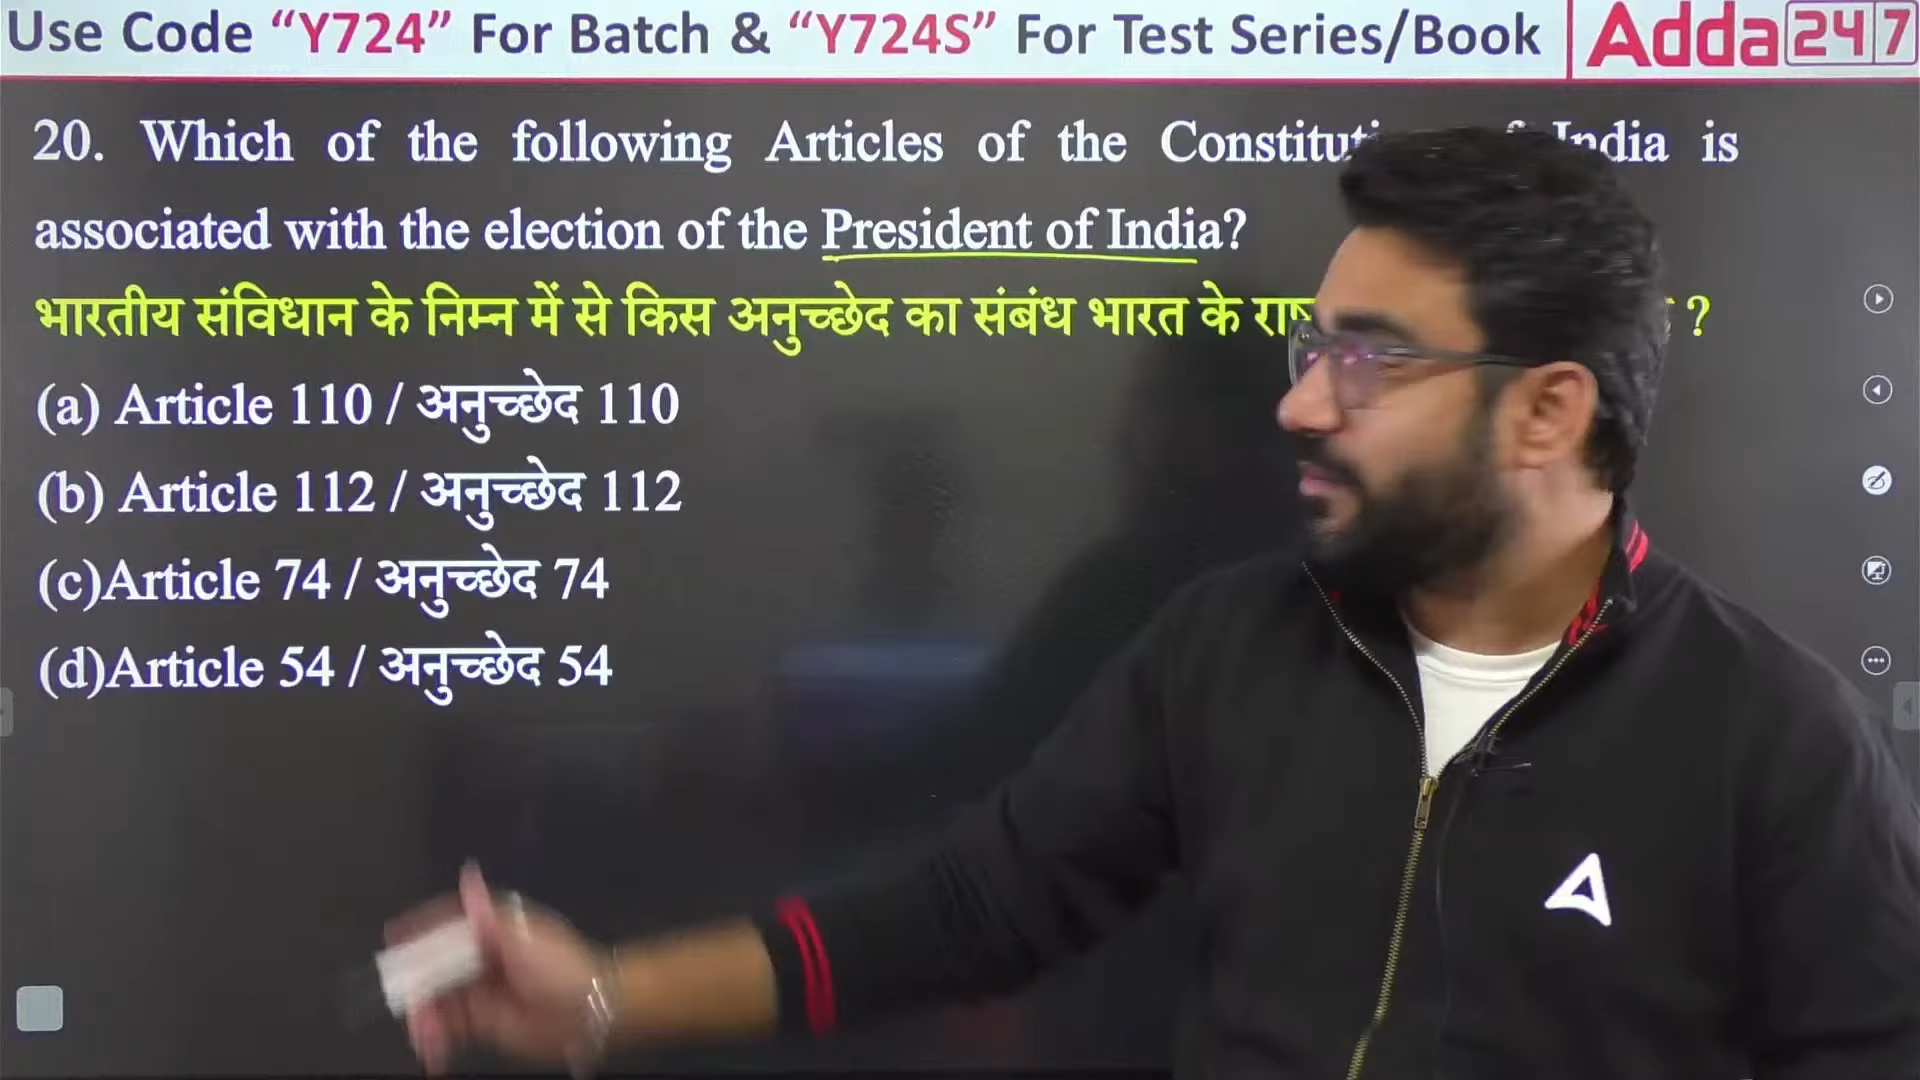 Use Code “Y724” For Batch & “Y724S” For Test Series/Book
Adda247
20. Which of the following Articles of the India is
associated with the election of the President of India?
भारतीय संविधान के निम्न में से किस अनुच्छेद का संबंध भारत के ?
(a) Article 110 / अनुच्छेद 110
(b) Article 112 / अनुच्छेद 112
(c)Article 74 / अनुच्छेद 74
(d)Article 54 / अनुच्छेद 54